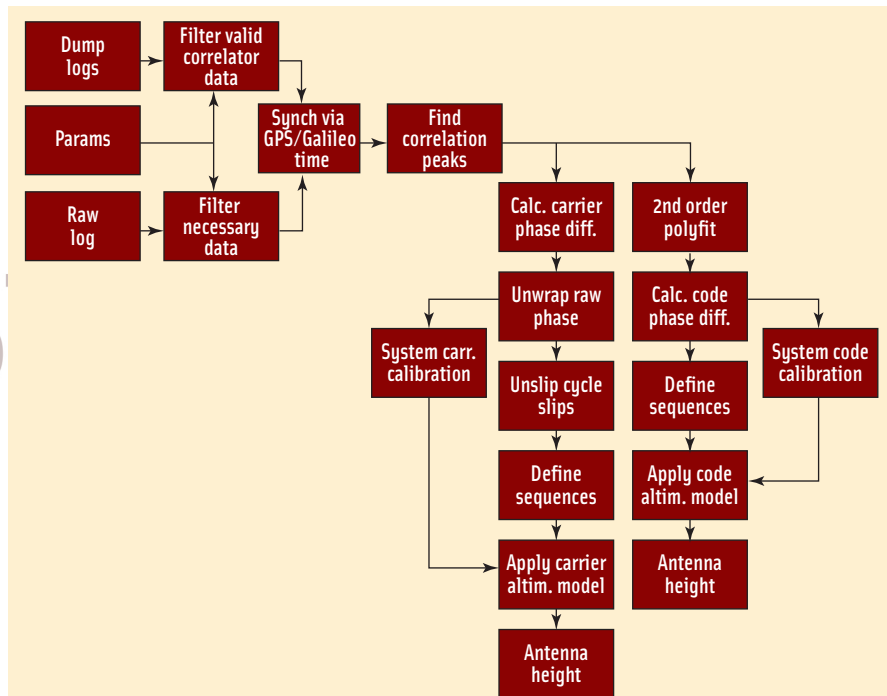 Dump
logs
Filter valid
correlator
data
Params
Synch via
GPS/Galileo
time
Find
correlation
peaks
Raw
log
Filter
necessary
data
Calc. carrier
phase diff.
2nd order
polyfit
Unwrap raw
phase
Calc. code
phase diff.
System carr.
calibration
System code
calibration
Unslip cycle
slips
Define
sequences
Define
sequences
Apply code
altim. model
Apply carrier
altim. model
Antenna
height
Antenna
height